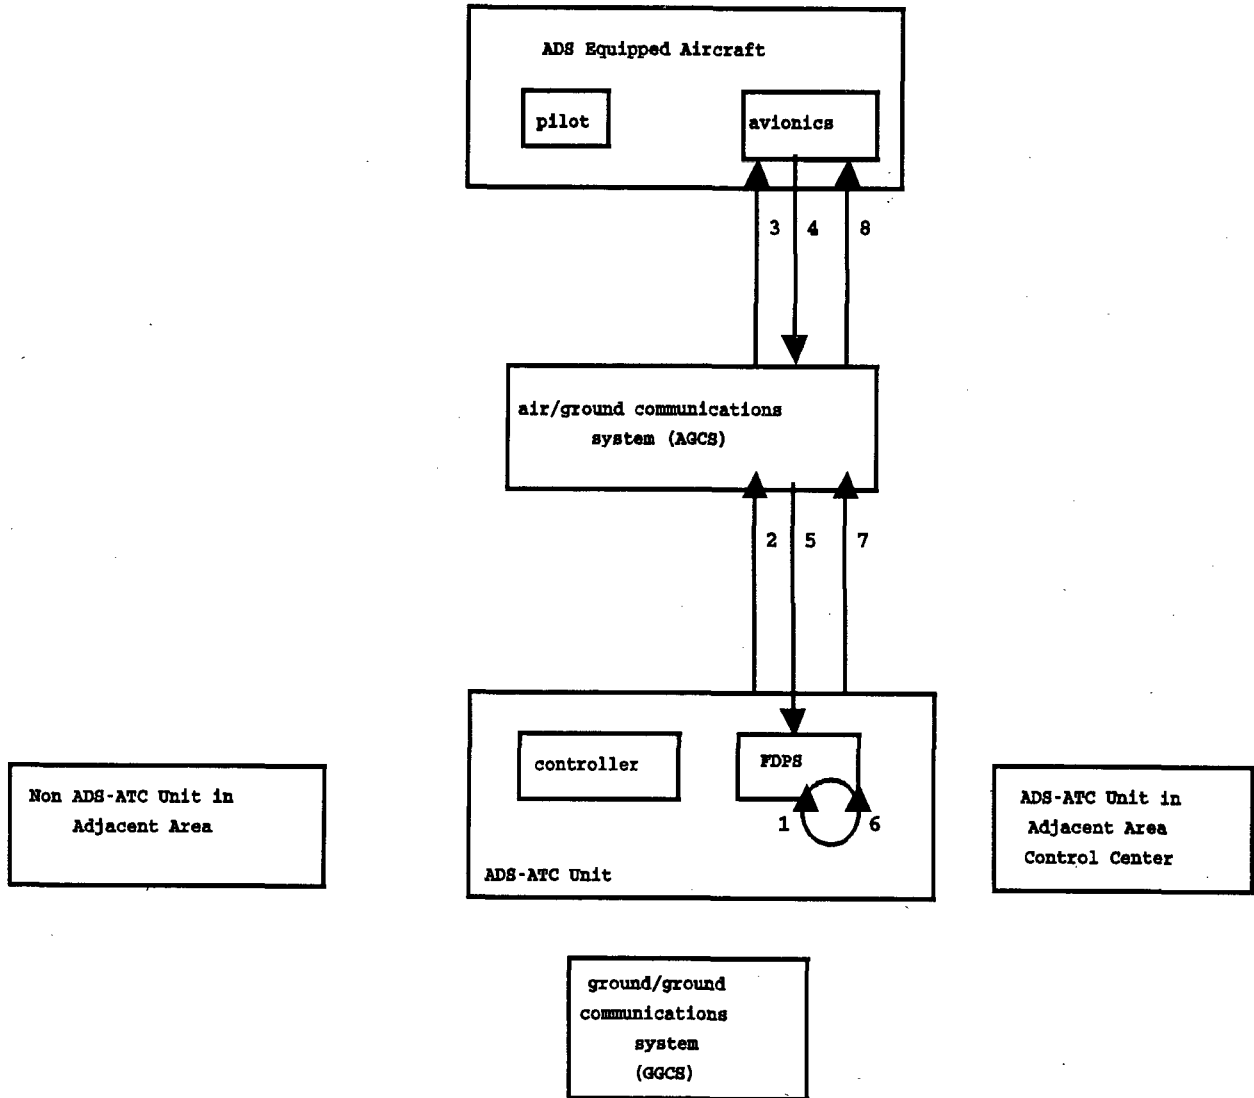 ADS Equipped Aircraft
pilot
avionics
3 4 8
air/ground communications
system (AGCS)
2 5 7
controller
FDPS
1 6
ADS-ATC Unit
Non ADS-ATC Unit in
Adjacent Area
ADS-ATC Unit in
Adjacent Area
Control Center
ground/ground
communications
system
(GGCS)